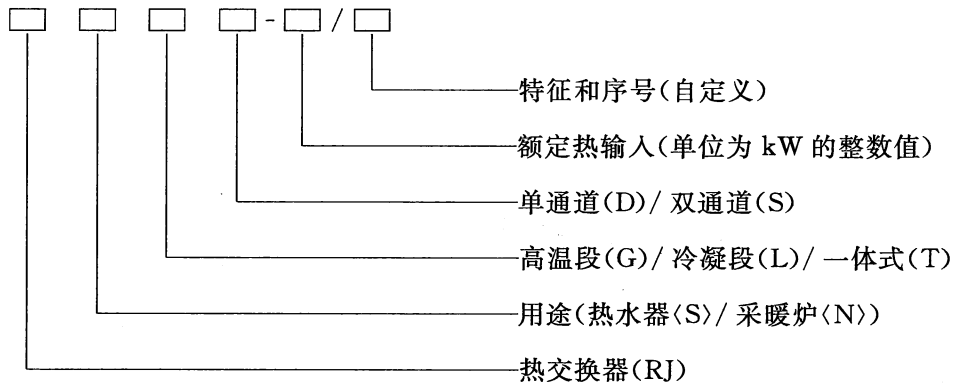 □ □ □ □-□/□
特征和序号(自定义)
额定热输入(单位为 kW 的整数值)
单通道(D)/ 双通道(S)
高温段(G)/ 冷凝段(L)/ 一体式(T)
用途(热水器〈S〉/ 采暖炉〈N〉)
热交换器(RJ)